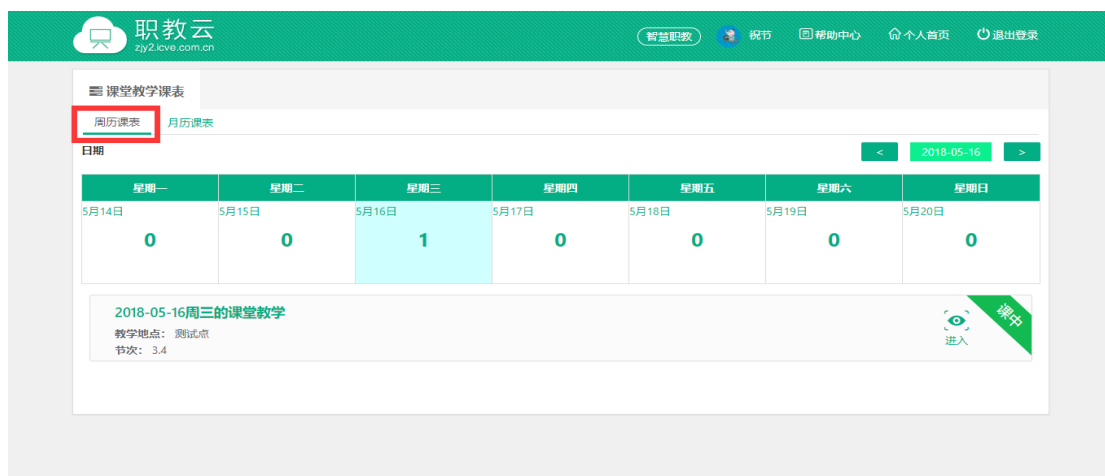 职教云
zjy2.icve.com.cn
智慧职教 祝节 帮助中心 个人首页 退出登录
课堂教学课表
周历课表 月历课表
日期 < 2018-05-16 >
星期一 星期二 星期三 星期四 星期五 星期六 星期日
5月14日 5月15日 5月16日 5月17日 5月18日 5月19日 5月20日
0 0 1 0 0 0 0
2018-05-16周三的课堂教学
课中
教学地点： 测试点
进入
节次： 3.4